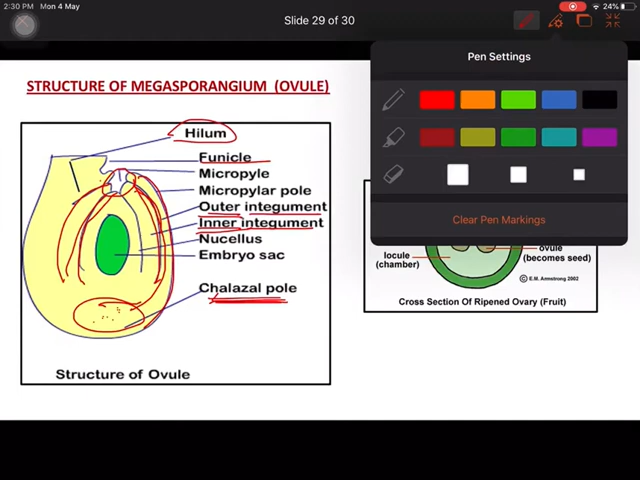 2:30 PM Mon 4 May
24%
Slide 29 of 30
Pen Settings
Clear Pen Markings
STRUCTURE OF MEGASPORANGIUM (OVULE)
Hilum
Funicle
Micropyle
Micropylar pole
Outer integument
Inner integument
Nucellus
Embryo sac
Chalazal pole
Structure of Ovule
locule
(chamber)
ovule
(becomes seed)
© E.M. Armstrong 2002
Cross Section Of Ripened Ovary (Fruit)